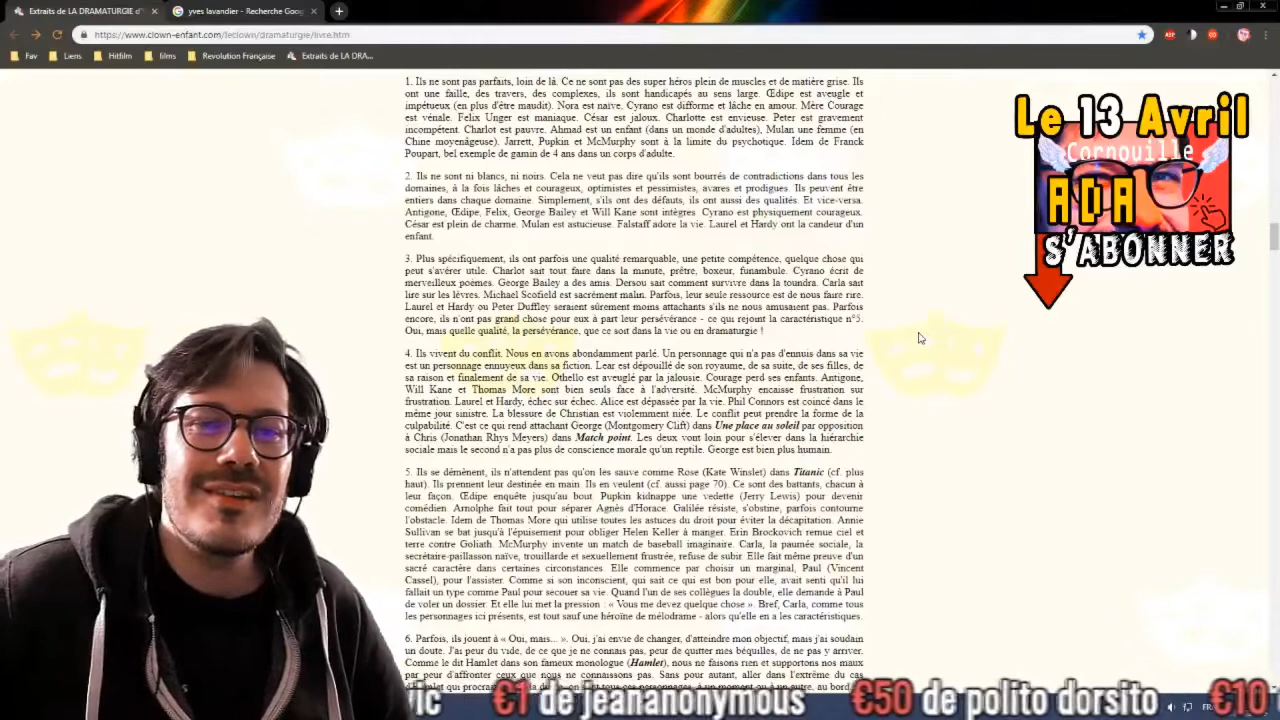 Extraits de LA DRAMATURGIE d'
yves lavandier - Recherche Goog
https://www.clown-enfant.com/leclown/dramaturgie/livre.htm
Fav
Liens
Hitfilm
films
Revolution Française
Extraits de LA DRA...
1. Ils ne sont pas parfaits, loin de là. Ce ne sont pas des super héros plein de muscles et de matière grise. Ils
ont une faille, des travers, des complexes, ils sont handicapés au sens large. Œdipe est aveugle et
impétueux (en plus d'être maudit). Nora est naïve. Cyrano est difforme et lâche en amour. Mère Courage
est vénale. Felix Unger est maniaque. César est jaloux. Charlotte est envieuse. Peter est gravement
incompétent. Charlot est pauvre. Ahmad est un enfant (dans un monde d'adultes), Mulan une femme (en
Chine moyenâgeuse). Jarrett, Pupkin et McMurphy sont à la limite du psychotique. Idem de Franck
Poupart, bel exemple de gamin de 4 ans dans un corps d'adulte.
2. Ils ne sont ni blancs, ni noirs. Cela ne veut pas dire qu'ils sont bourrés de contradictions dans tous les
domaines, à la fois lâches et courageux, optimistes et pessimistes, avares et prodigues. Ils peuvent être
entiers dans chaque domaine. Simplement, s'ils ont des défauts, ils ont aussi des qualités. Et vice-versa.
Antigone, Œdipe, Felix, George Bailey et Will Kane sont intègres. Cyrano est physiquement courageux.
César est plein de charme. Mulan est astucieuse. Falstaff adore la vie. Laurel et Hardy ont la candeur d'un
enfant.
3. Plus spécifiquement, ils ont parfois une qualité remarquable, une petite compétence, quelque chose qui
peut s'avérer utile. Charlot sait tout faire dans la minute, prêtre, boxeur, funambule. Cyrano écrit de
merveilleux poèmes. George Bailey a des amis. Dersou sait comment survivre dans la toundra. Carla sait
lire sur les lèvres. Michael Scofield est sacrément malin. Parfois, leur seule ressource est de nous faire rire.
Laurel et Hardy ou Peter Duffley seraient sûrement moins attachants s'ils ne nous amusaient pas. Parfois
encore, ils n'ont pas grand chose pour eux à part leur persévérance - ce qui rejoint la caractéristique n°5.
Oui, mais quelle qualité, la persévérance, que ce soit dans la vie ou en dramaturgie !
4. Ils vivent du conflit. Nous en avons abondamment parlé. Un personnage qui n'a pas d'ennuis dans sa vie
est un personnage ennuyeux dans sa fiction. Lear est dépouillé de son royaume, de sa suite, de ses filles, de
sa raison et finalement de sa vie. Othello est aveuglé par la jalousie. Courage perd ses enfants. Antigone,
Will Kane et Thomas More sont bien seuls face à l'adversité. McMurphy encaisse frustration sur
frustration. Laurel et Hardy, échec sur échec. Alice est dépassée par la vie. Phil Connors est coincé dans le
même jour sinistre. La blessure de Christian est violemment niée. Le conflit peut prendre la forme de la
culpabilité. C'est ce qui rend attachant George (Montgomery Clift) dans Une place au soleil par opposition
à Chris (Jonathan Rhys Meyers) dans Match point. Les deux vont loin pour s'élever dans la hiérarchie
sociale mais le second n'a pas plus de conscience morale qu'un reptile. George est bien plus humain.
5. Ils se démènent, ils n'attendent pas qu'on les sauve comme Rose (Kate Winslet) dans Titanic (cf. plus
haut). Ils prennent leur destinée en main. Ils en veulent (cf. aussi page 70). Ce sont des battants, chacun à
leur façon. Œdipe enquête jusqu'au bout. Pupkin kidnappe une vedette (Jerry Lewis) pour devenir
comédien. Arnolphe fait tout pour séparer Agnès d'Horace. Galilée résiste, s'obstine, parfois contourne
l'obstacle. Idem de Thomas More qui utilise toutes les astuces du droit pour éviter la décapitation. Annie
Sullivan se bat jusqu'à l'épuisement pour obliger Helen Keller à manger. Erin Brockovich remue ciel et
terre contre Goliath. McMurphy invente un match de baseball imaginaire. Carla, la paumée sociale, la
secrétaire-paillasson naïve, trouillarde et sexuellement frustrée, refuse de subir. Elle fait même preuve d'un
sacré caractère dans certaines circonstances. Elle commence par choisir un marginal, Paul (Vincent
Cassel), pour l'assister. Comme si son inconscient, qui sait ce qui est bon pour elle, avait senti qu'il lui
fallait un type comme Paul pour secouer sa vie. Quand l'un de ses collègues la double, elle demande à Paul
de voler un dossier. Et elle lui met la pression : « Vous me devez quelque chose ». Bref, Carla, comme tous
les personnages ici présents, est tout sauf une héroïne de mélodrame - alors qu'elle en a les caractéristiques.
6. Parfois, ils jouent à « Oui, mais... ». Oui, j'ai envie de changer, d'atteindre mon objectif, mais j'ai soudain
un doute. J'ai peur du vide, de ce que je ne connais pas, peur de quitter mes béquilles, de ne pas y arriver.
Comme le dit Hamlet dans son fameux monologue (Hamlet), nous ne faisons rien et supportons nos maux
par peur d'affronter ceux que nous ne connaissons pas. Sans pour autant, aller dans l'extrême du cas
Le 13 Avril
Cornouille
ADA
S'ABONNER
€1 de jeananonymous
€50 de polito dorsito
€10